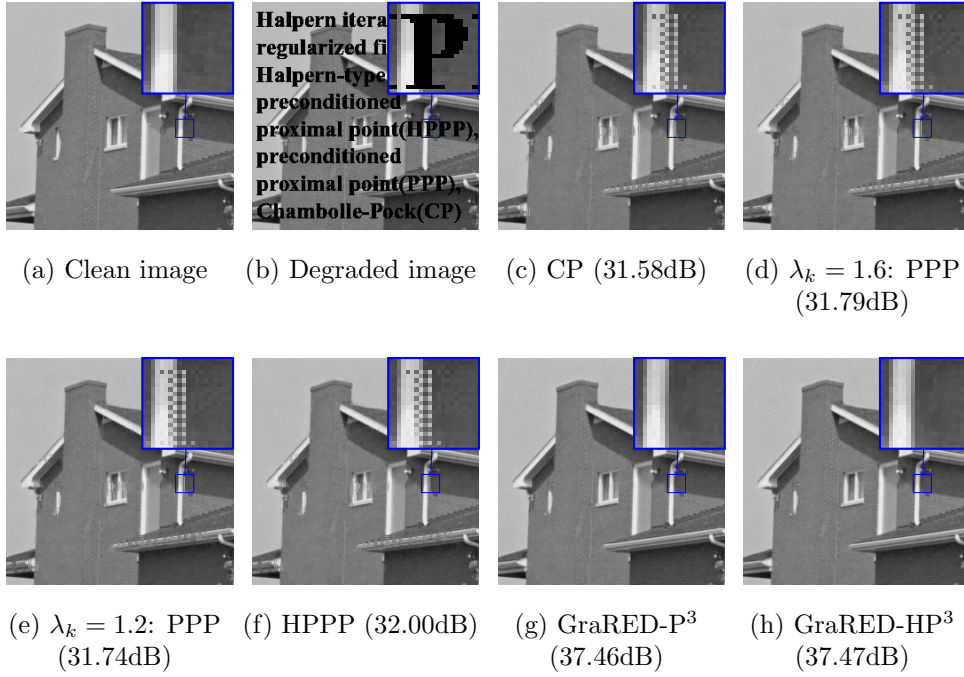 Halpern itera
regularized fi
Halpern-type
preconditioned
proximal point(HPPP),
preconditioned
proximal point(PPP),
Chambolle-Pock(CP)
P
(a) Clean image
(b) Degraded image
(c) CP (31.58dB)
(d) λ_k = 1.6: PPP
(31.79dB)
(e) λ_k = 1.2: PPP
(31.74dB)
(f) HPPP (32.00dB)
(g) GraRED-P³
(37.46dB)
(h) GraRED-HP³
(37.47dB)